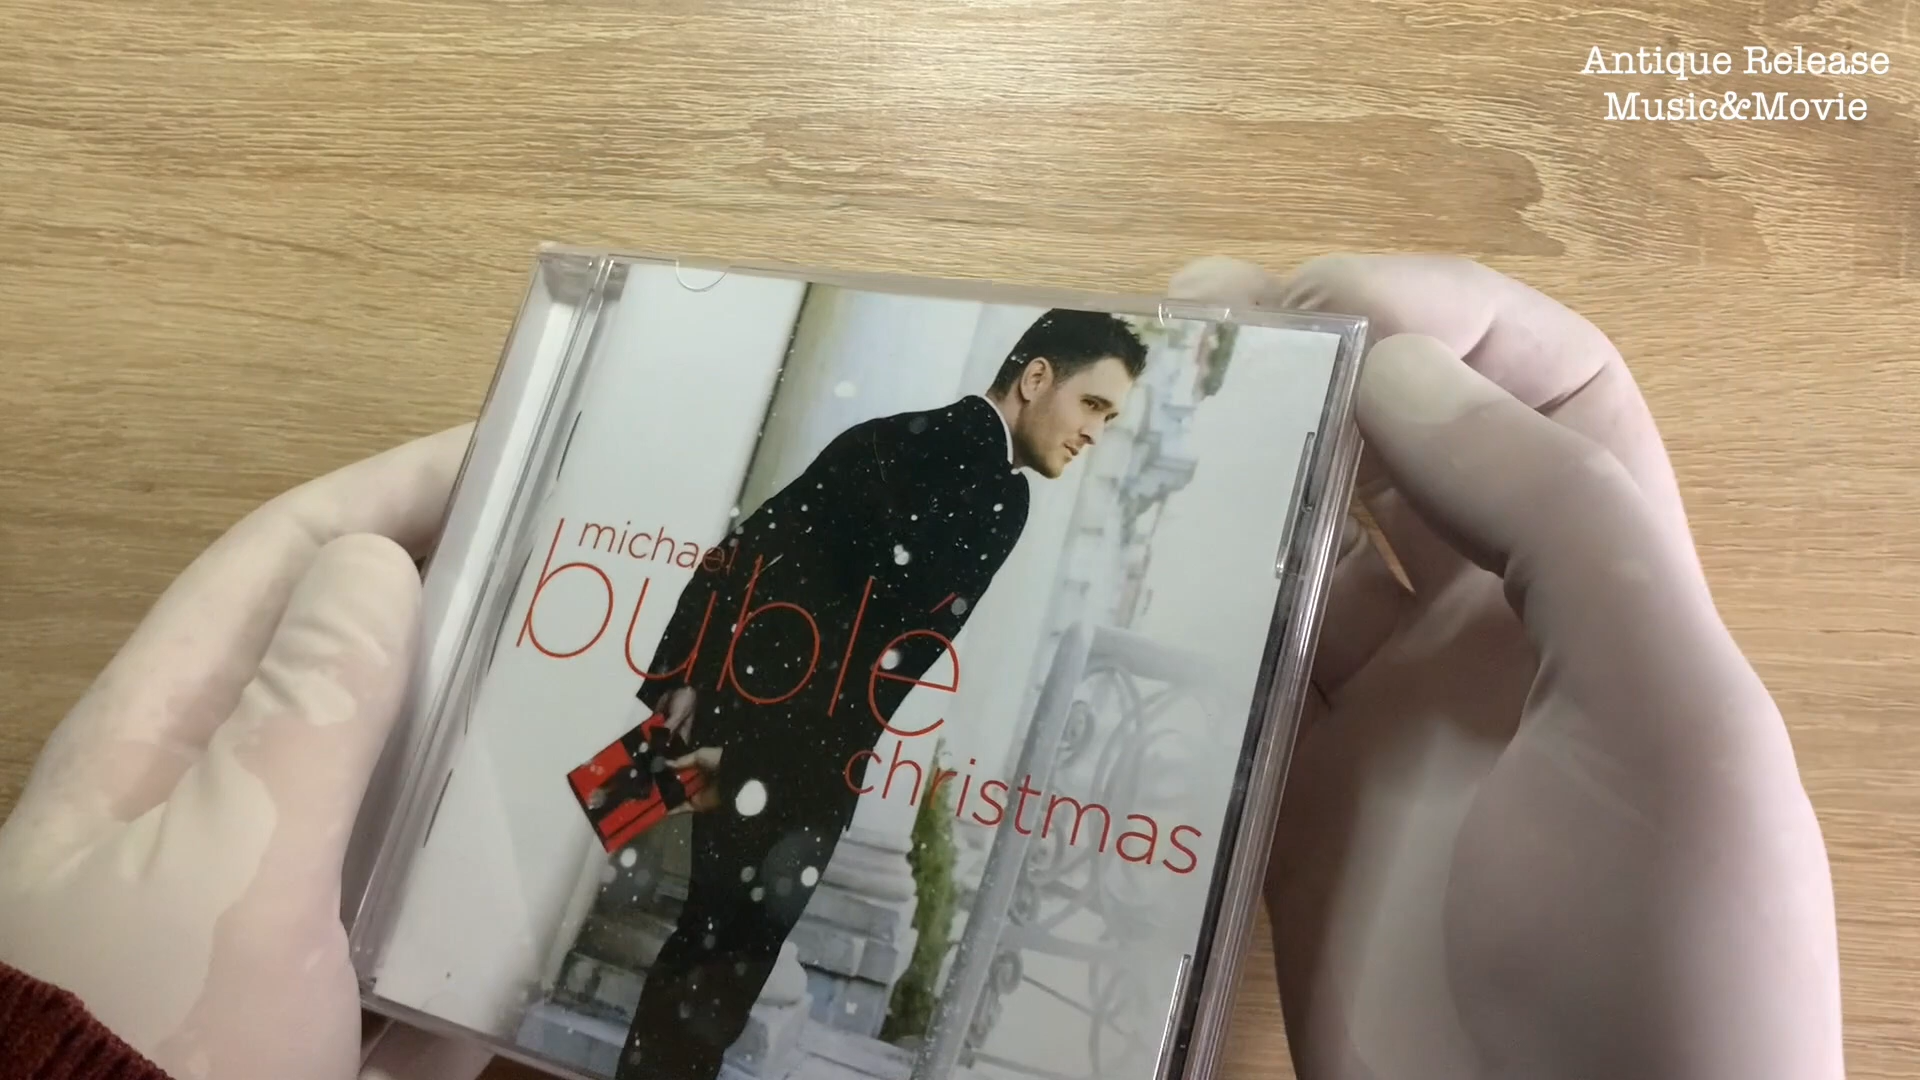 Antique Release
Music&Movie
michael
bublé
christmas